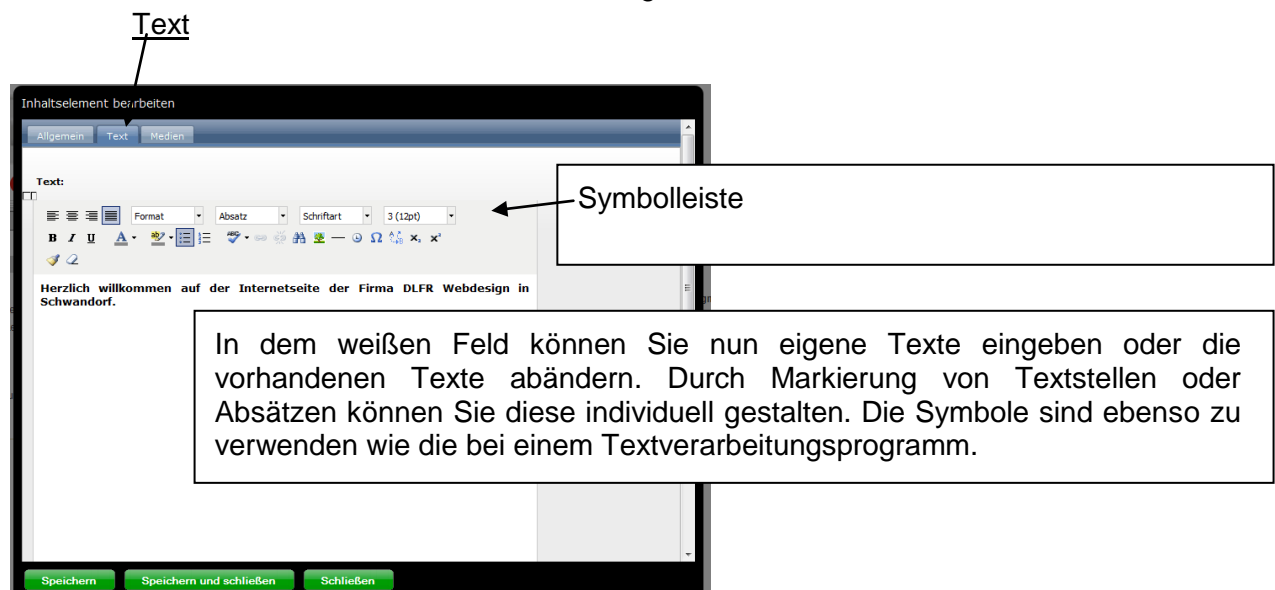 Text
Inhaltselement bearbeiten
Allgemein Text Medien
Text:
Format Absatz Schriftart 3 (12pt)
Symbolleiste
Herzlich willkommen auf der Internetseite der Firma DLFR Webdesign in
Schwandorf.
In dem weißen Feld können Sie nun eigene Texte eingeben oder die
vorhandenen Texte abändern. Durch Markierung von Textstellen oder
Absätzen können Sie diese individuell gestalten. Die Symbole sind ebenso zu
verwenden wie die bei einem Textverarbeitungsprogramm.
Speichern Speichern und schließen Schließen